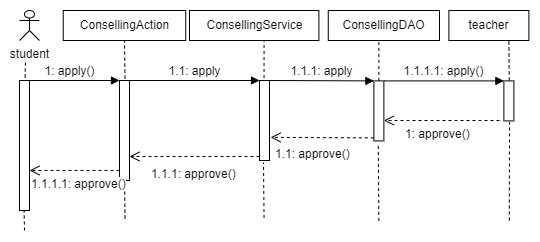 ConsellingAction
ConsellingService
ConsellingDAO
teacher
student
1: apply()
1.1: apply
1.1.1: apply
1.1.1.1: apply()
1: approve()
1.1: approve()
1.1.1: approve()
1.1.1.1: approve()